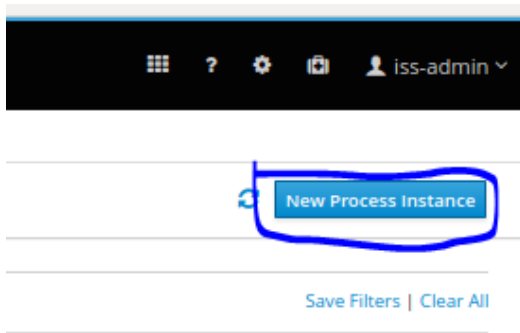 ? iss-admin
New Process Instance
Save Filters | Clear All